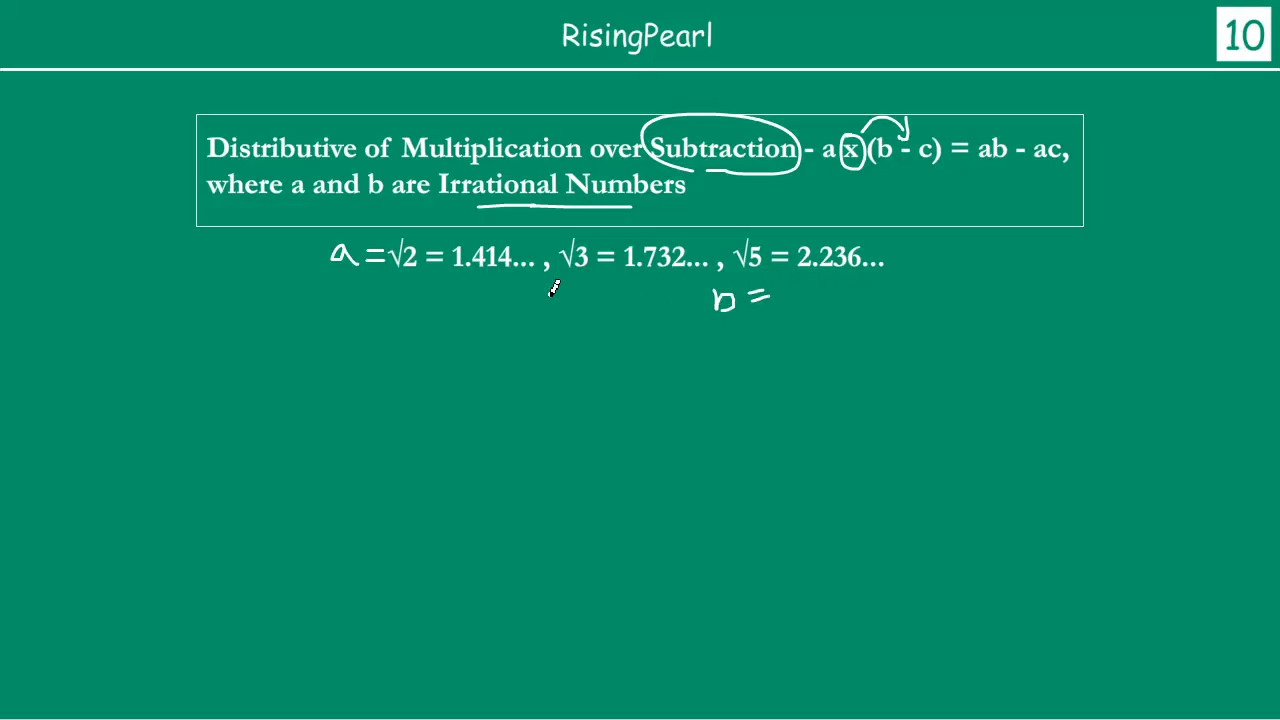 RisingPearl
10
Distributive of Multiplication over Subtraction - a x (b - c) = ab - ac,
where a and b are Irrational Numbers
a = √2 = 1.414... , √3 = 1.732... , √5 = 2.236...
b =